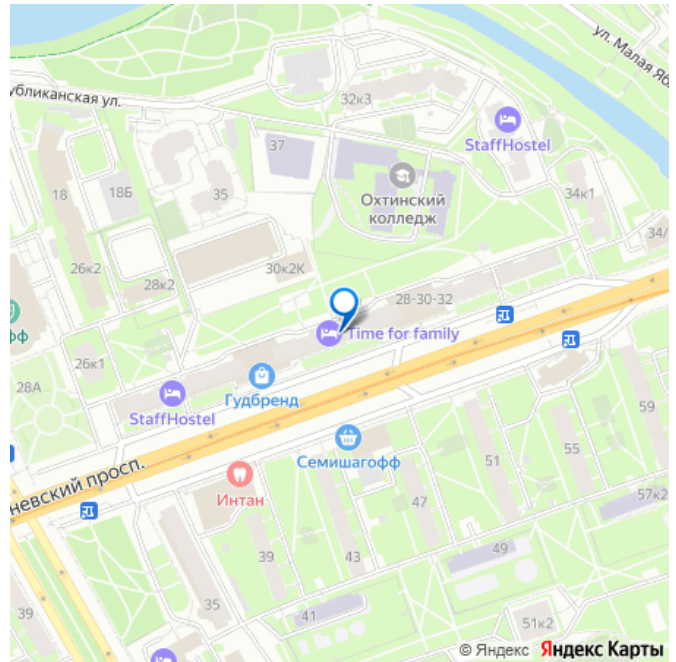 ул. Малая Ябл
убликанская ул.
32к3
StaffHostel
37
Охтинский
колледж
18
18Б
35
34к1
34/
26к2
28к2
30к2К
28-30-32
фф
Time for family
26к1
28А
Гудбренд
StaffHostel
59
Семишагофф
55
невский просп.
51
Интан
47
57к2
39
43
49
35
41
39
51к2
© Яндекс Яндекс Карты